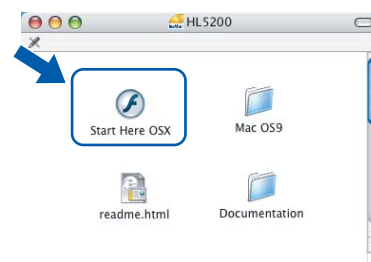 HL5200
Start Here OSX
Mac OS9
readme.html
Documentation